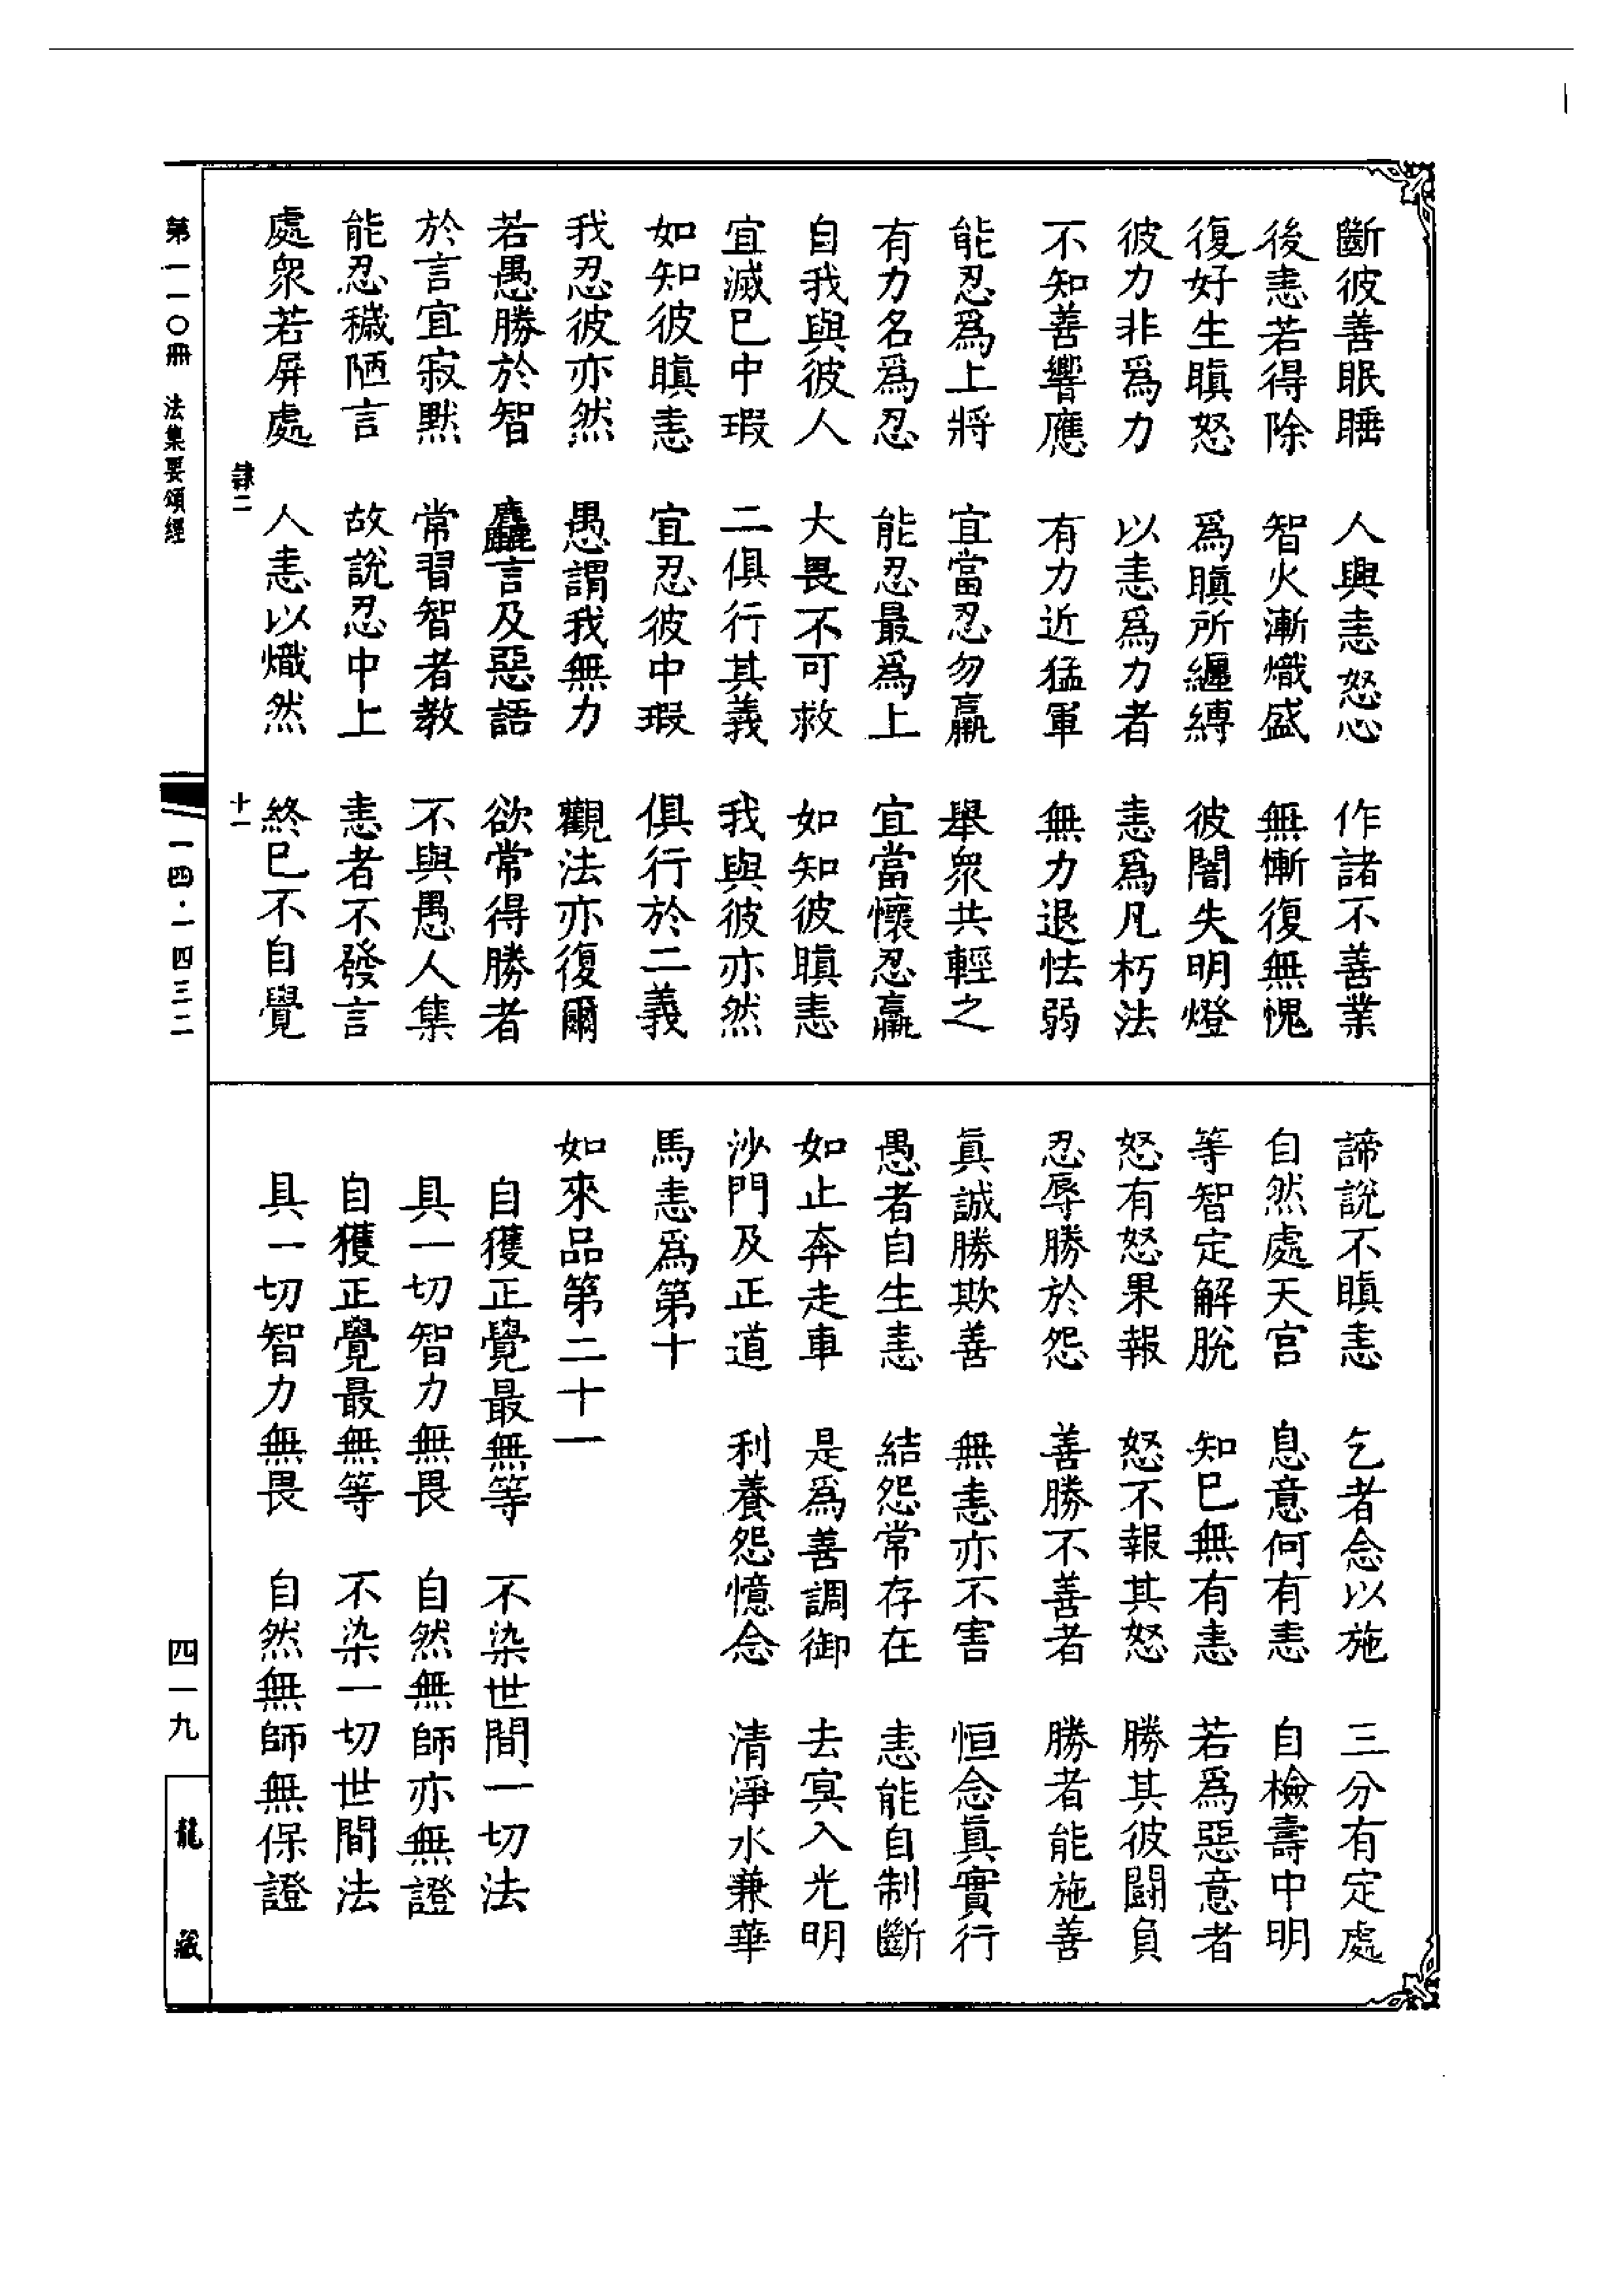 斷彼善眠睡　人與恚怒心　作諸不善業
後恚若得除　智火漸熾盛　無慚復無愧
復好生瞋怒　爲瞋所纏縛　彼闇失明燈
彼力非爲力　以恚爲力者　恚爲凡朽法
不知善響應　有力近猛軍　無力退怯弱
能忍爲上將　宜當忍勿羸　舉衆共輕之
有力名爲忍　能忍最爲上　宜當懷忍羸
自我與彼人　大畏不可救　如知彼瞋恚
宜滅已中瑕　二俱行其義　我與彼亦然
如知彼瞋恚　宜忍彼中瑕　俱行於二義
我忍彼亦然　愚謂我無力　觀法亦復爾
若愚勝於智　麤言及惡語　欲常得勝者
於言宜寂默　常習智者教　不與愚人集
能忍穢陋言　故說忍中上　恚者不發言
處衆若屏處　人恚以熾然　終已不自覺
隸二　十一
諦說不瞋恚　乞者念以施　三分有定處
自然處天宫　息意何有恚　自檢壽中明
等智定解脫　知已無有恚　若爲惡意者
怒有怒果報　怒不報其怒　勝其彼鬪負
忍辱勝於怨　善勝不善者　勝者能施善
眞誠勝欺善　無恚亦不害　恒念眞實行
愚者自生恚　結怨常存在　恚能自制斷
如止奔走車　是爲善調御　去冥入光明
沙門及正道　利養怨憶念　清淨水兼華
馬恚爲第十
如來品第二十一
自獲正覺最無等　不染世間一切法
具一切智力無畏　自然無師亦無證
自獲正覺最無等　不染一切世間法
具一切智力無畏　自然無師無保證
第一一〇冊　法集要頌經
一四·一四三二
四一九
龍藏